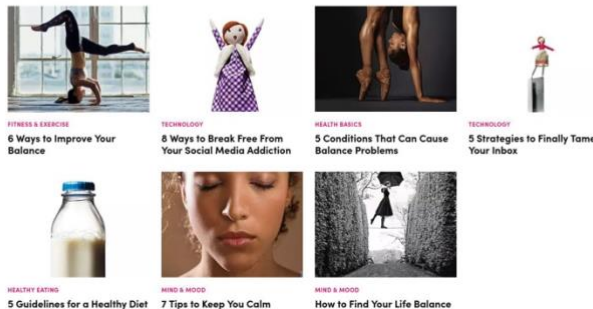 FITNESS & EXERCISE
6 Ways to Improve Your
Balance
TECHNOLOGY
8 Ways to Break Free From
Your Social Media Addiction
HEALTH BASICS
5 Conditions That Can Cause
Balance Problems
TECHNOLOGY
5 Strategies to Finally Tame
Your Inbox
HEALTHY EATING
5 Guidelines for a Healthy Diet
MIND & MOOD
7 Tips to Keep You Calm
MIND & MOOD
How to Find Your Life Balance